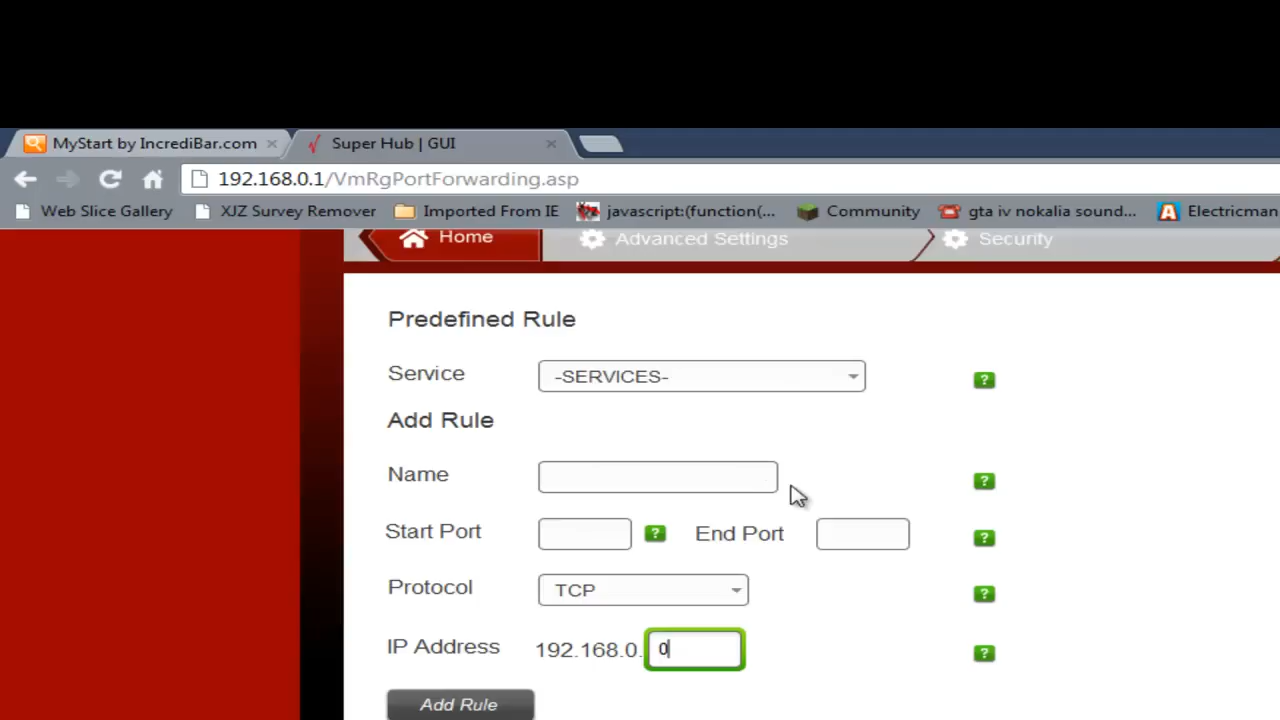 MyStart by IncrediBar.com × Super Hub | GUI ×
192.168.0.1/VmRgPortForwarding.asp
Web Slice Gallery XJZ Survey Remover Imported From IE javascript:(function(... Community gta iv nokalia sound... Electricman
Home Advanced Settings Security
Predefined Rule
Service -SERVICES- ?
Add Rule
Name ?
Start Port ? End Port ?
Protocol TCP ?
IP Address 192.168.0. 0 ?
Add Rule